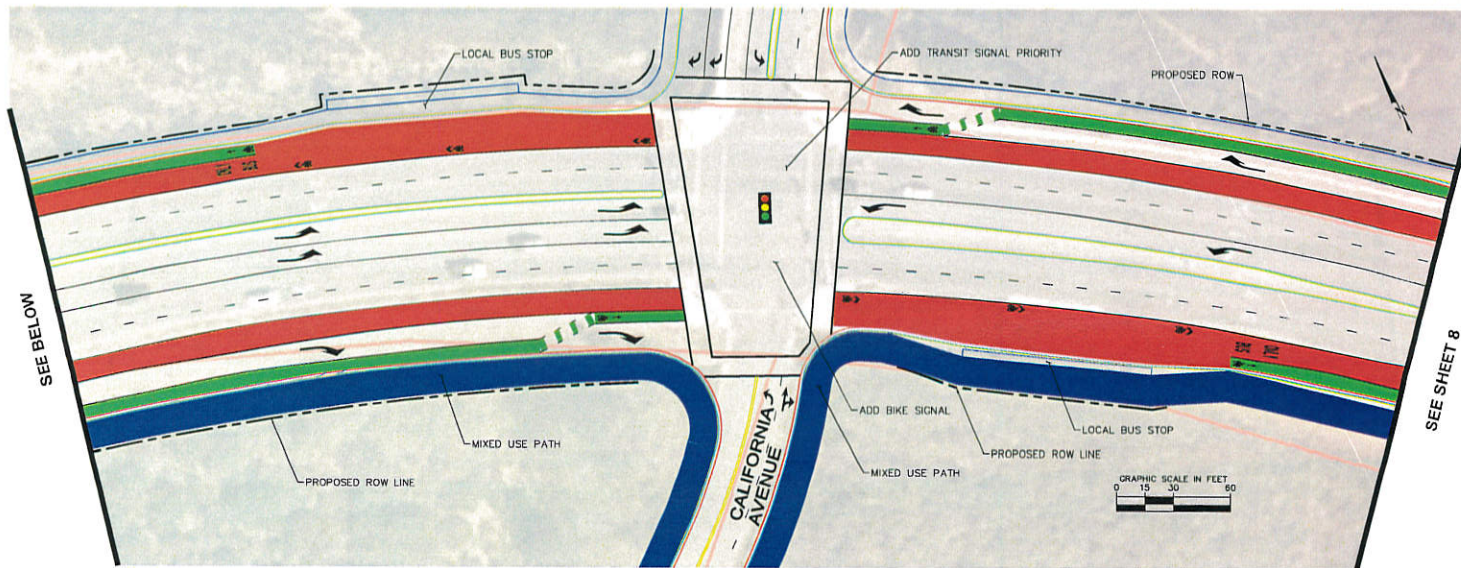 LOCAL BUS STOP
ADD TRANSIT SIGNAL PRIORITY
PROPOSED ROW
SEE BELOW
SEE SHEET 8
MIXED USE PATH
PROPOSED ROW LINE
CALIFORNIA
AVENUE
ADD BIKE SIGNAL
MIXED USE PATH
LOCAL BUS STOP
PROPOSED ROW LINE
GRAPHIC SCALE IN FEET
0 15 30 60